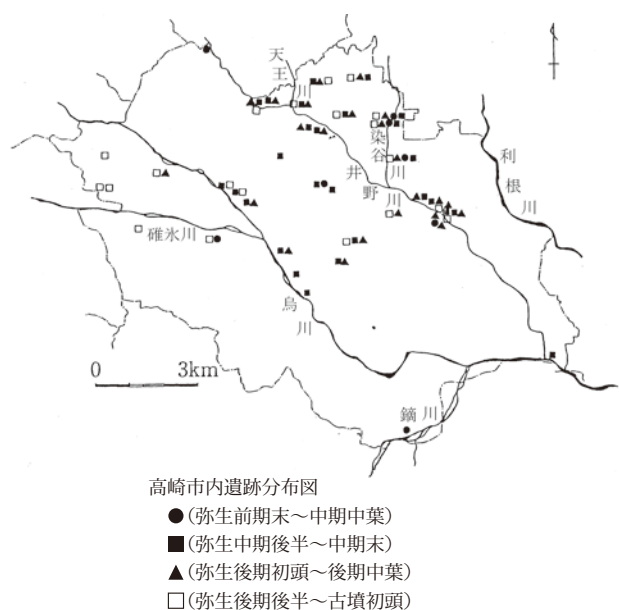 天王川
染谷川
井野川
利根川
碓氷川
烏川
0 3km
鏑川
高崎市内遺跡分布図
●(弥生前期末〜中期中葉)
■(弥生中期後半〜中期末)
▲(弥生後期初頭〜後期中葉)
□(弥生後期後半〜古墳初頭)